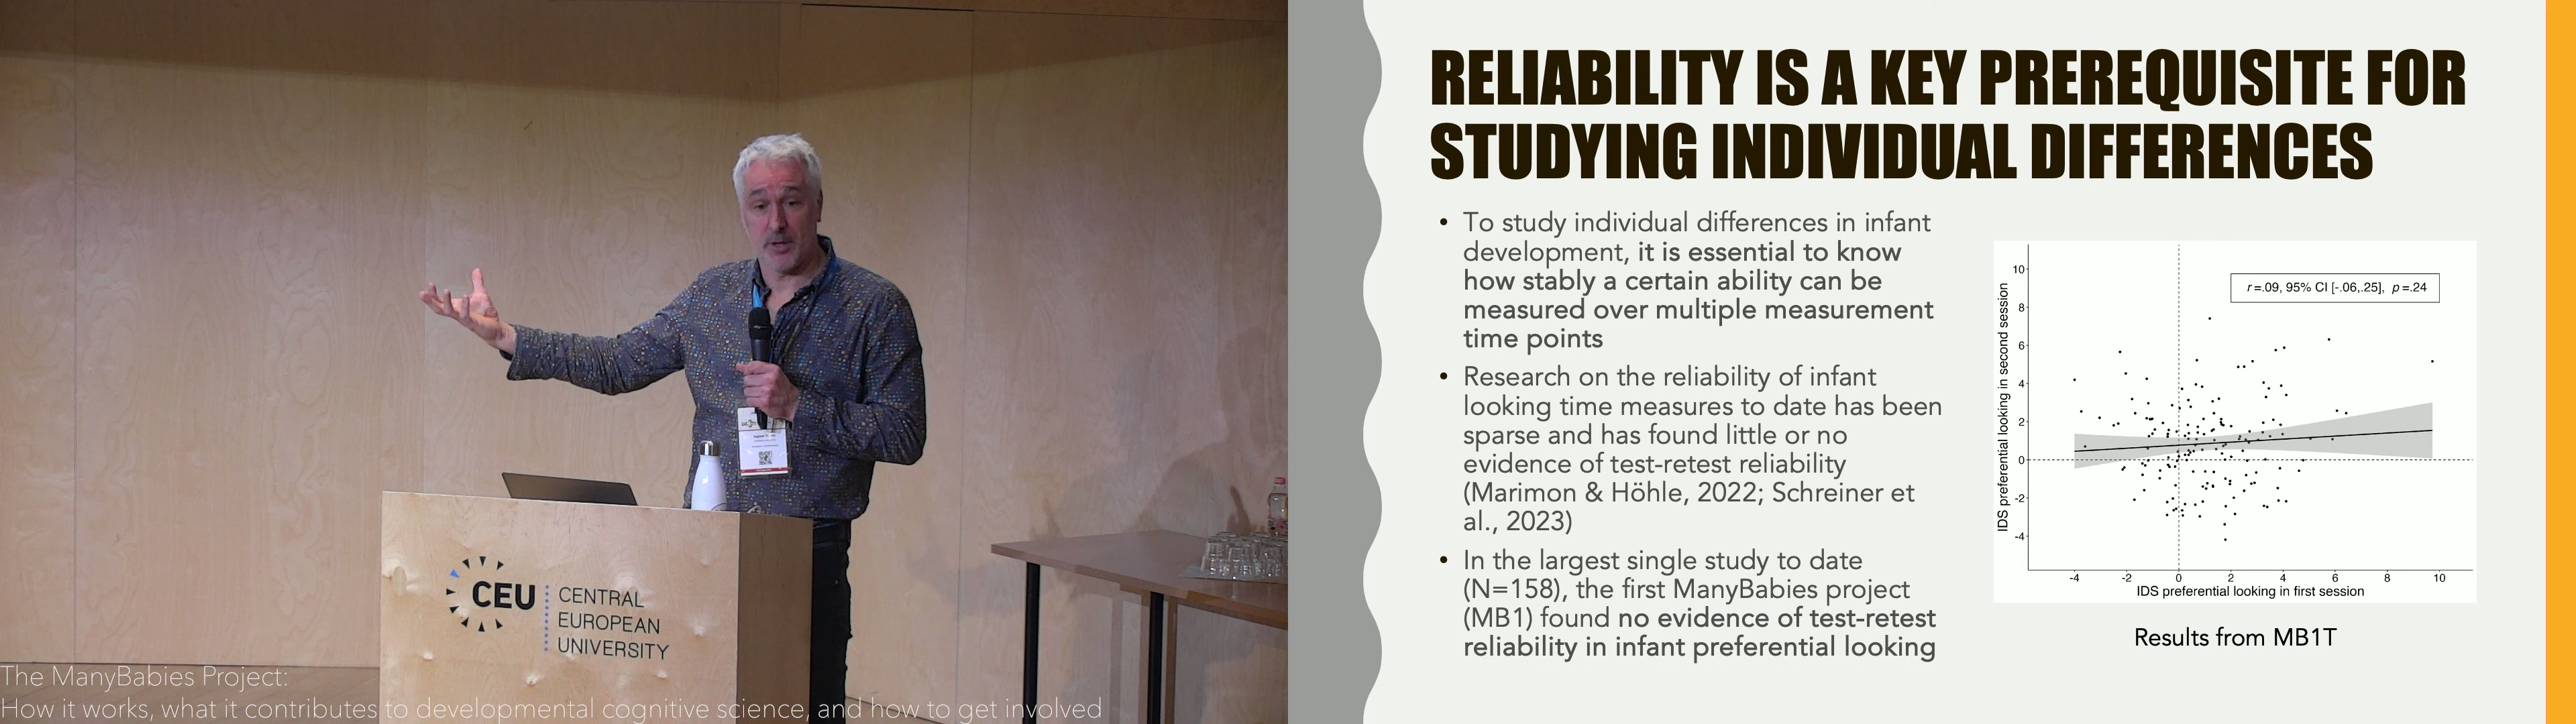 CEU
CENTRAL
EUROPEAN
UNIVERSITY
The ManyBabies Project:
How it works, what it contributes to developmental cognitive science, and how to get involved
RELIABILITY IS A KEY PREREQUISITE FOR
STUDYING INDIVIDUAL DIFFERENCES
• To study individual differences in infant
development, it is essential to know
how stably a certain ability can be
measured over multiple measurement
time points
• Research on the reliability of infant
looking time measures to date has been
sparse and has found little or no
evidence of test-retest reliability
(Marimon & Höhle, 2022; Schreiner et
al., 2023)
• In the largest single study to date
(N=158), the first ManyBabies project
(MB1) found no evidence of test-retest
reliability in infant preferential looking
r=.09, 95% CI [-.06,.25], p=.24
IDS preferential looking in second session
10
8
6
4
2
0
-2
-4
-4 -2 0 2 4 6 8 10
IDS preferential looking in first session
Results from MB1T